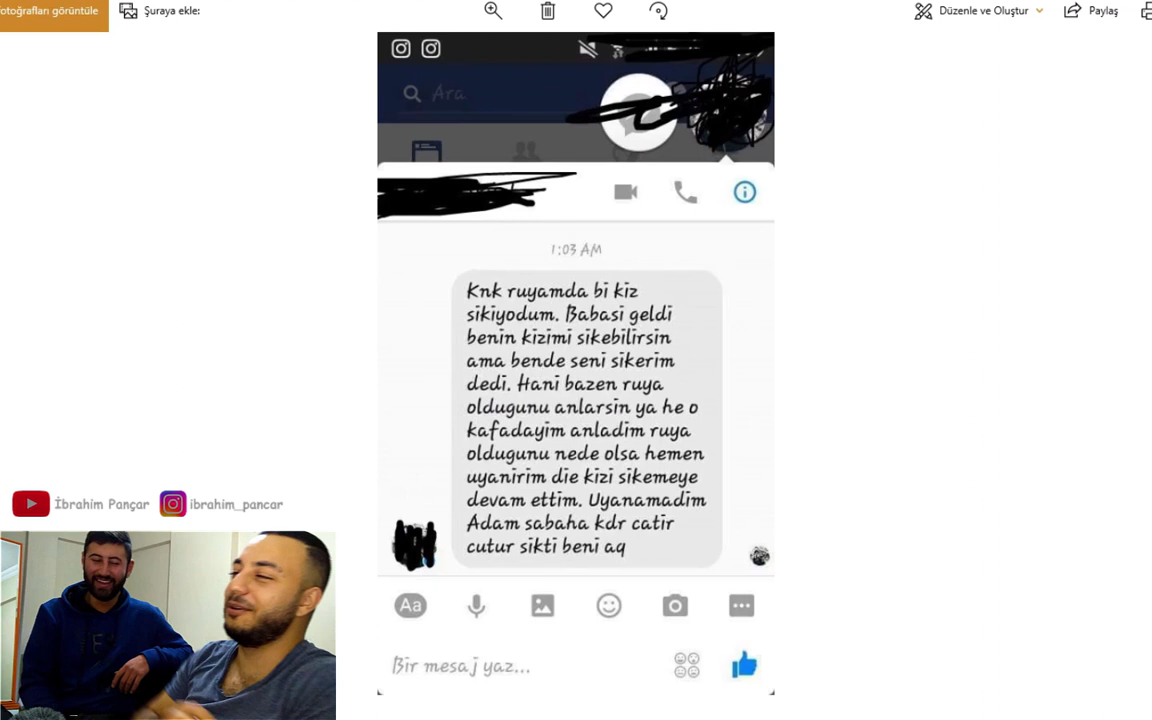 fotoğrafları görüntüle
Şuraya ekle:
Düzenle ve Oluştur
Paylaş
Ara
1:03 AM
Knk ruyamda bi kiz
sikiyodum. Babasi geldi
benin kizimi sikebilirsin
ama bende seni sikerim
dedi. Hani bazen ruya
oldugunu anlarsin ya he o
kafadayim anladim ruya
oldugunu nede olsa hemen
uyanirim die kizi sikemeye
devam ettim. Uyanamadim
Adam sabaha kdr catir
cutur sikti beni aq
Aa
Bir mesaj yaz...
İbrahim Pançar
ibrahim_pancar